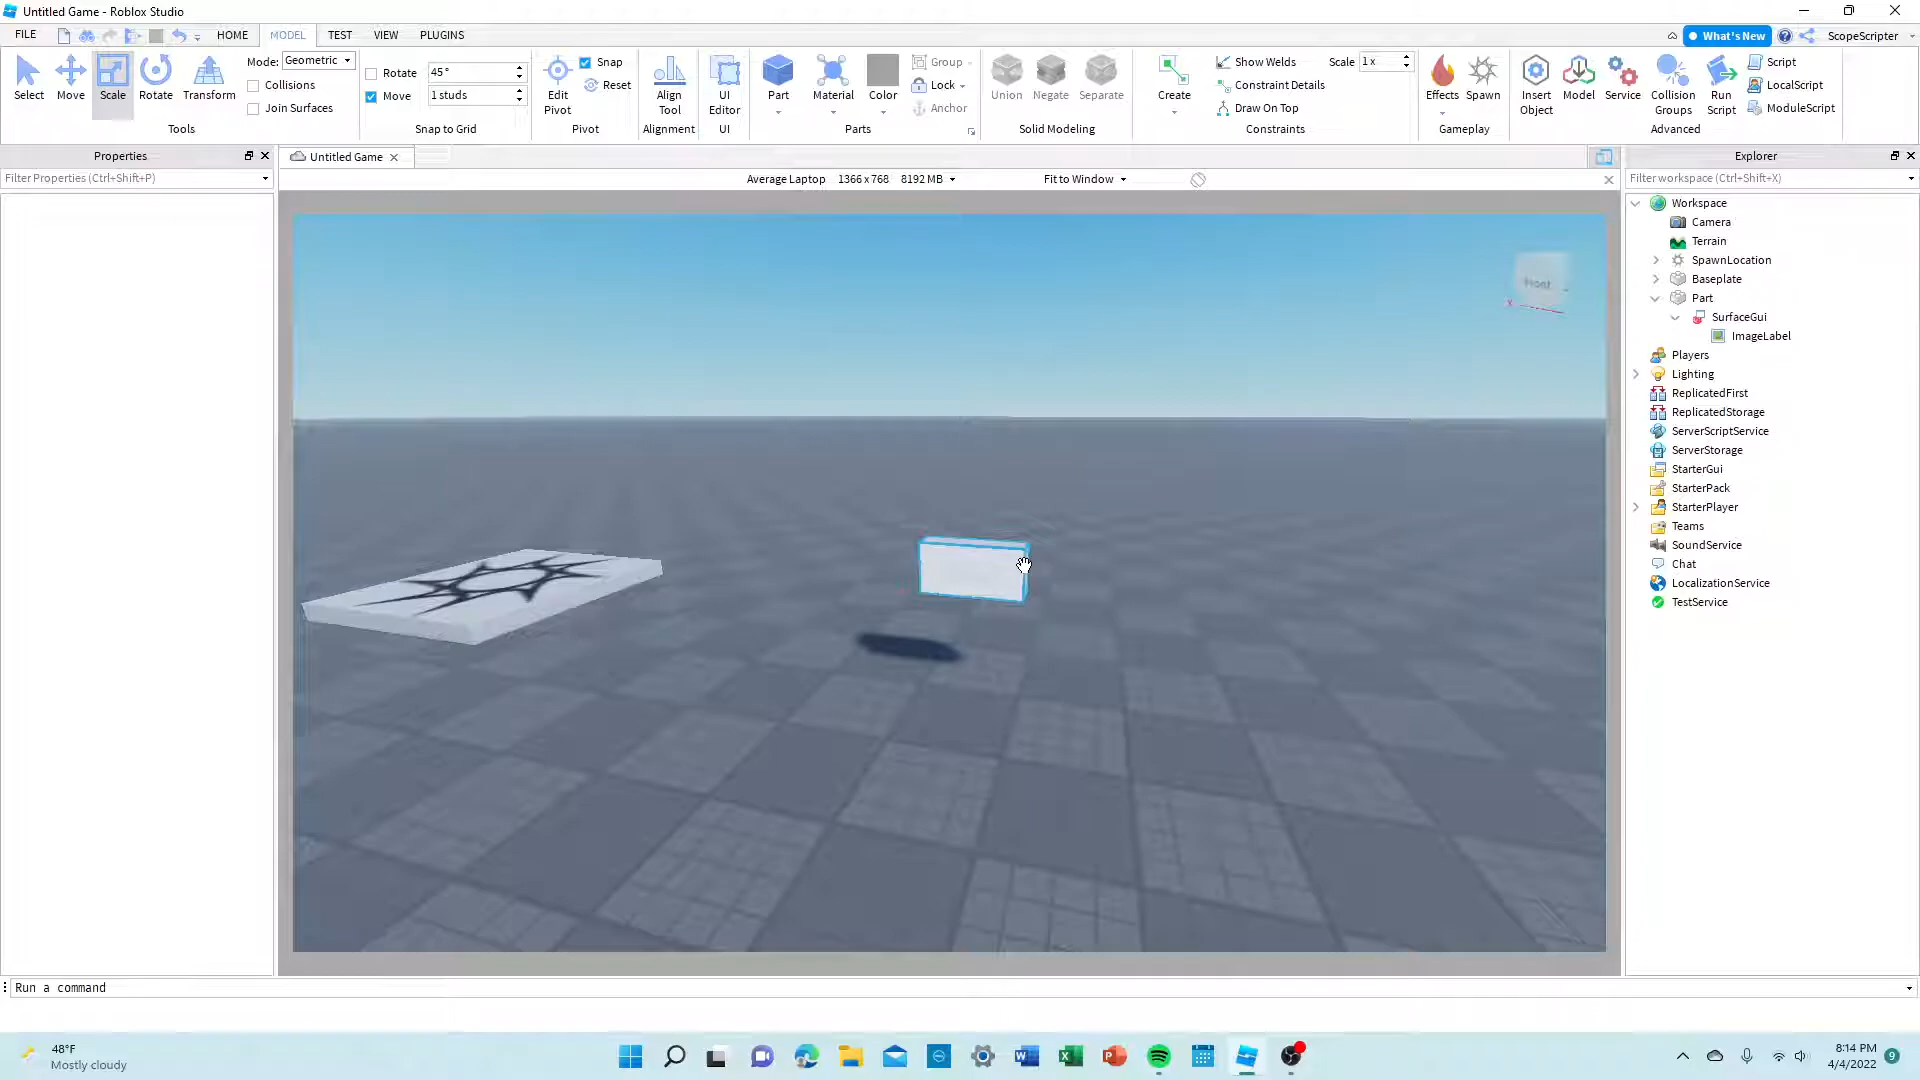 Untitled Game - Roblox Studio
FILE HOME MODEL TEST VIEW PLUGINS What's New ScopeScripter
Select Move Scale Rotate Transform
Mode: Geometric
Collisions
Join Surfaces
Tools
Rotate 45°
Move 1 studs
Snap to Grid
Edit Pivot
Snap
Reset
Pivot
Align Tool
Alignment
UI Editor
UI
Part Material Color
Group
Lock
Anchor
Parts
Union Negate Separate
Solid Modeling
Create
Show Welds
Constraint Details
Draw On Top
Scale 1 x
Constraints
Effects Spawn
Gameplay
Insert Object
Model
Service
Collision Groups
Run Script
Script
LocalScript
ModuleScript
Advanced
Properties
Filter Properties (Ctrl+Shift+P)
Untitled Game
Average Laptop 1366 x 768 8192 MB Fit to Window
Front
X
Explorer
Filter workspace (Ctrl+Shift+X)
Workspace
Camera
Terrain
SpawnLocation
Baseplate
Part
SurfaceGui
ImageLabel
Players
Lighting
ReplicatedFirst
ReplicatedStorage
ServerScriptService
ServerStorage
StarterGui
StarterPack
StarterPlayer
Teams
SoundService
Chat
LocalizationService
TestService
Run a command
48°F
Mostly cloudy
8:14 PM
4/4/2022
9